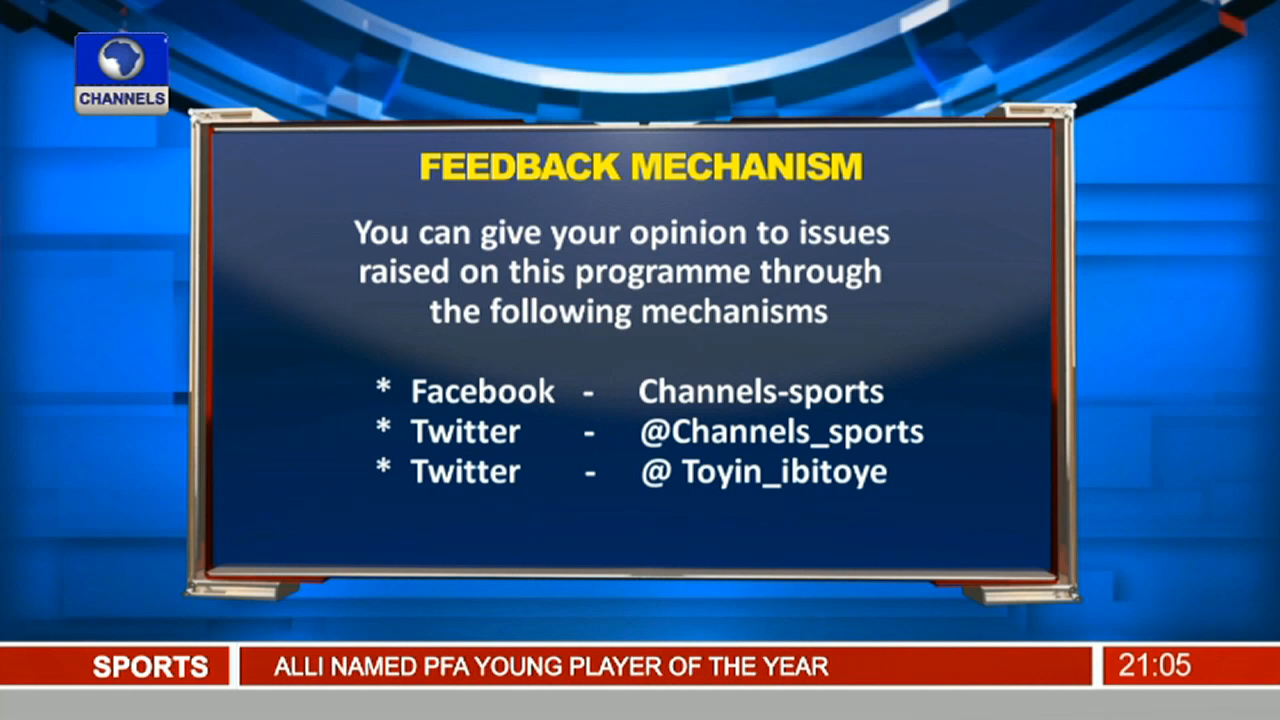 CHANNELS
FEEDBACK MECHANISM
You can give your opinion to issues
raised on this programme through
the following mechanisms
* Facebook - Channels-sports
* Twitter - @Channels_sports
* Twitter - @ Toyin_ibitoye
SPORTS ALLI NAMED PFA YOUNG PLAYER OF THE YEAR 21:05